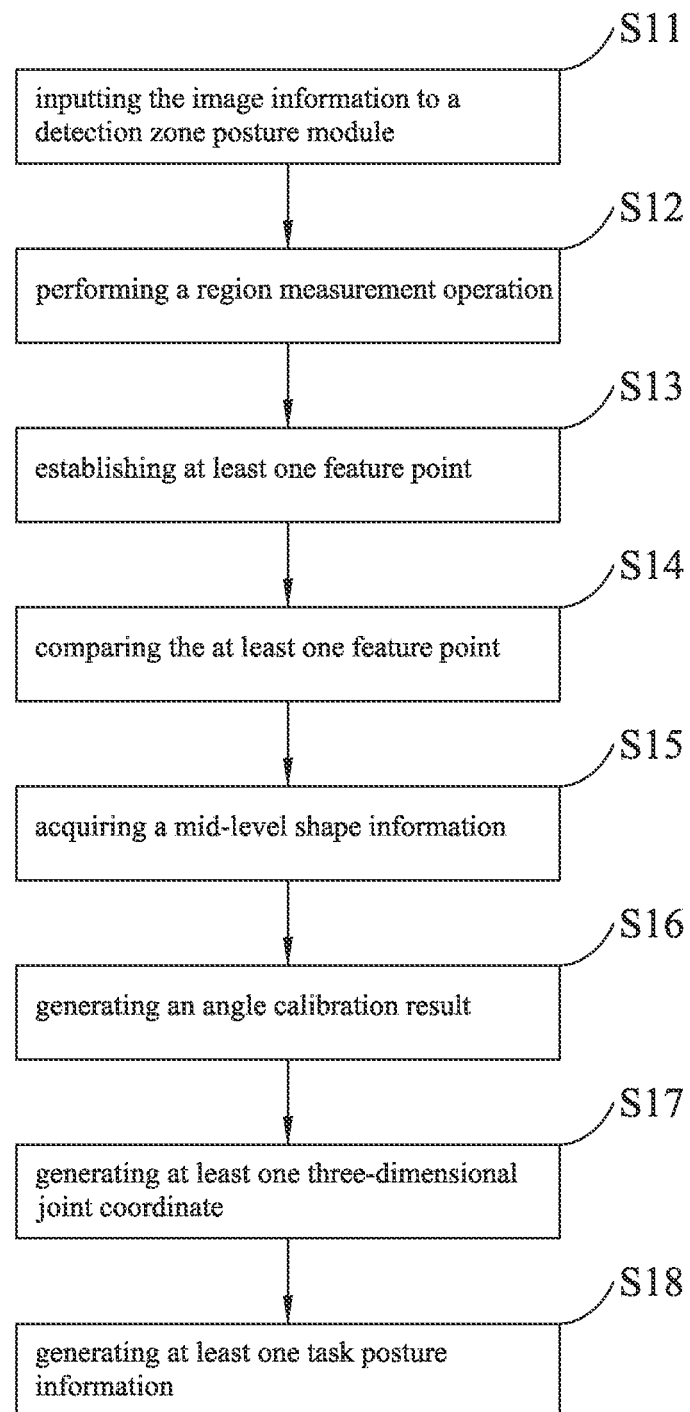 S11
inputting the image information to a
detection zone posture module
S12
performing a region measurement operation
S13
establishing at least one feature point
S14
comparing the at least one feature point
S15
acquiring a mid-level shape information
S16
generating an angle calibration result
S17
generating at least one three-dimensional
joint coordinate
S18
generating at least one task posture
information